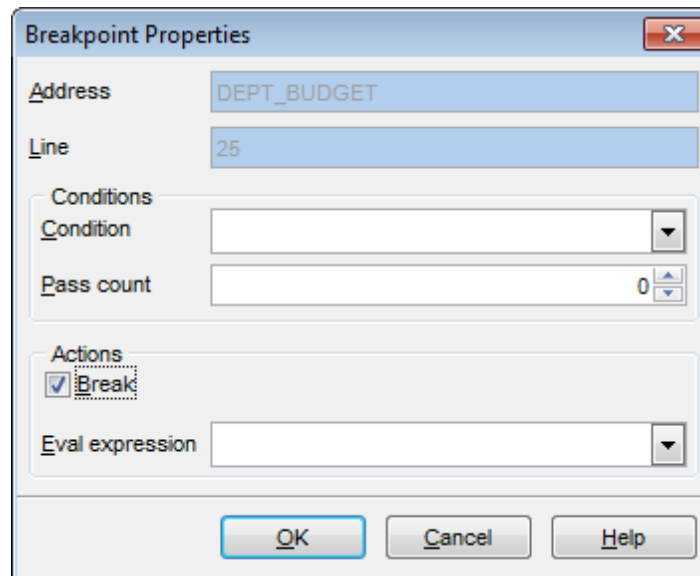 Breakpoint Properties
Address DEPT_BUDGET
Line 25
Conditions
Condition
Pass count 0
Actions
Break
Eval expression
OK Cancel Help